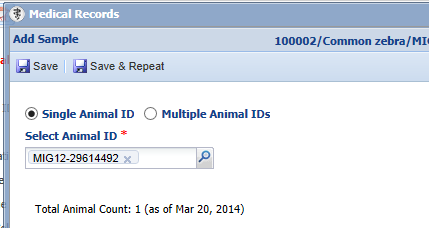 Medical Records
Add Sample 100002/Common zebra/MIG
Save Save & Repeat
Single Animal ID Multiple Animal IDs
Select Animal ID *
MIG12-29614492 x
Total Animal Count: 1 (as of Mar 20, 2014)